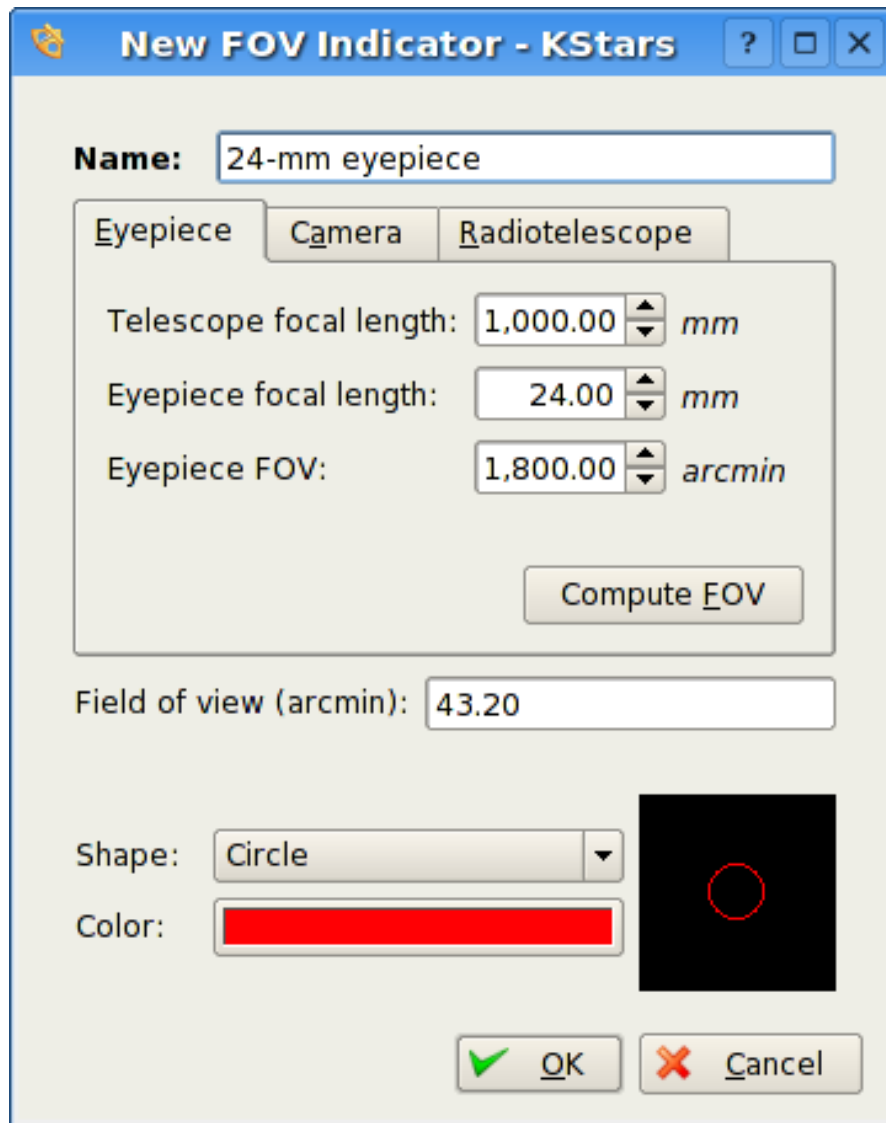 New FOV Indicator - KStars ?
Name: 24-mm eyepiece
Eyepiece Camera Radiotelescope
Telescope focal length: 1,000.00 mm
Eyepiece focal length: 24.00 mm
Eyepiece FOV: 1,800.00 arcmin
Compute FOV
Field of view (arcmin): 43.20
Shape: Circle
Color:
OK Cancel